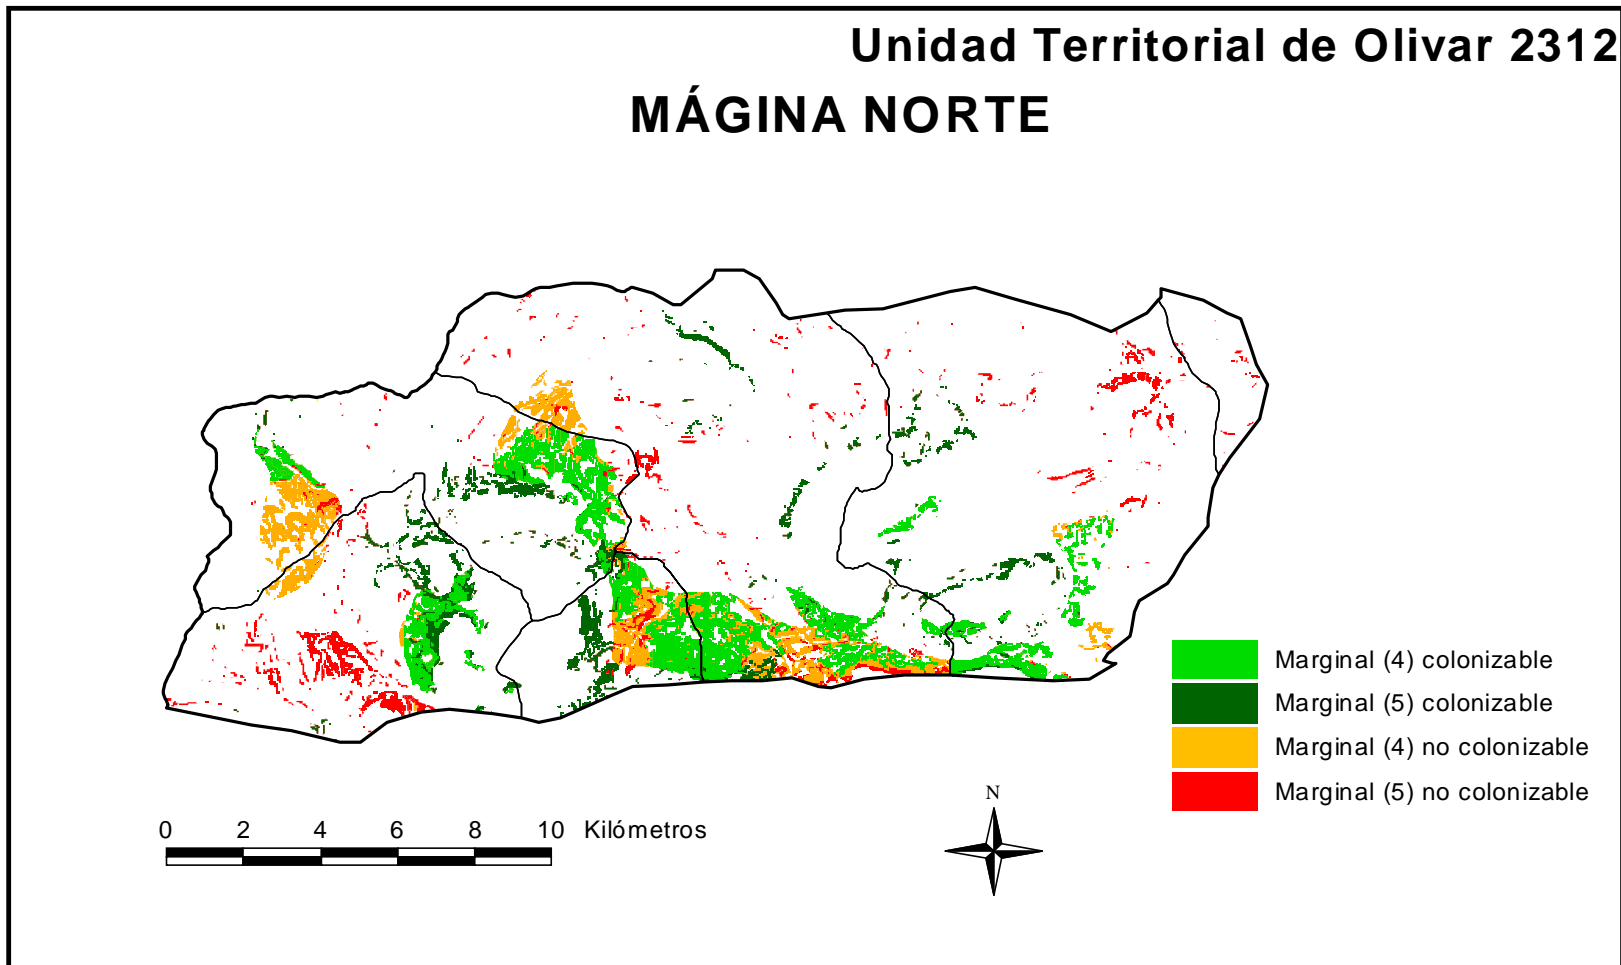 Unidad Territorial de Olivar 2312
MÁGINA NORTE
Marginal (4) colonizable
Marginal (5) colonizable
Marginal (4) no colonizable
Marginal (5) no colonizable
N
0 2 4 6 8 10 Kilómetros